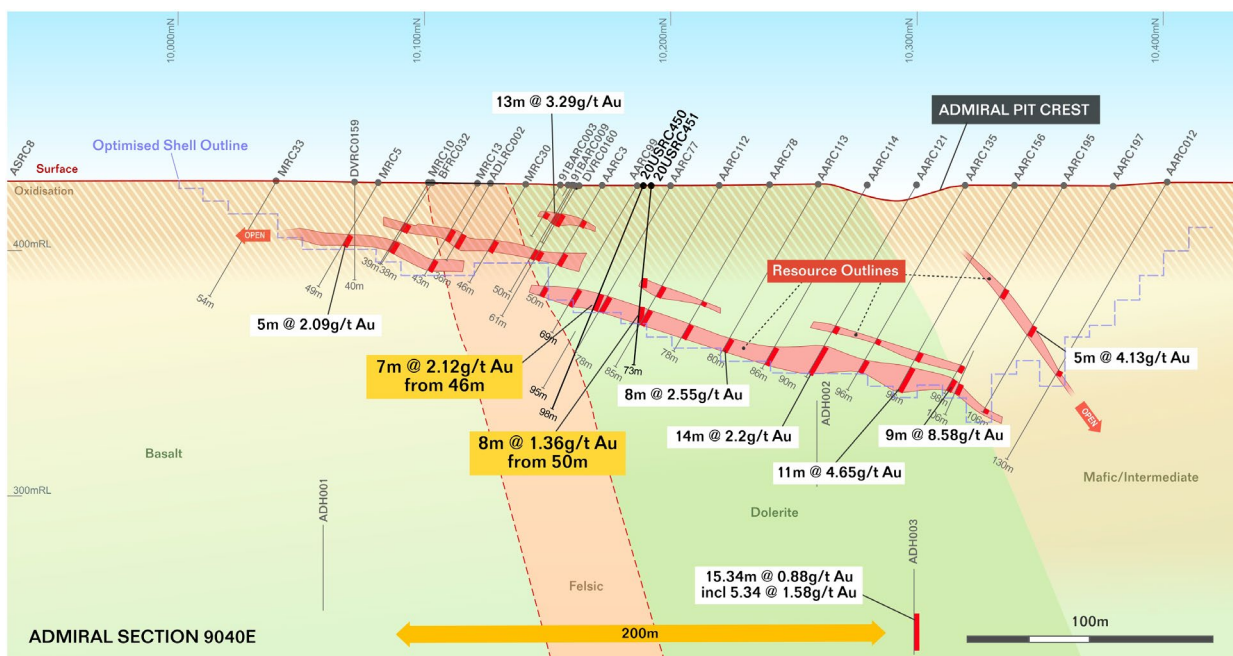 10,000mN
10,100mN
10,200mN
10,300mN
10,400mN
13m @ 3.29g/t Au
ADMIRAL PIT CREST
Optimised Shell Outline
Surface
Oxidisation
ASRC8
MRC33
DVRC0159
MRC5
MRC10
BRRC032
MRC13
ADLRC002
MRC30
91BARC003
91BARC009
DVRC0160
AARC3
AARC99
20USRC450
20USRC451
AARC77
AARC112
AARC78
AARC113
AARC114
AARC121
AARC135
AARC156
AARC195
AARC197
AARC012
400mRL
OPEN
Resource Outlines
54m
49m
40m
39m
38m
43m
36m
46m
50m
61m
50m
69m
95m
98m
78m
85m
73m
78m
80m
86m
90m
96m
98m
106m
106m
130m
5m @ 2.09g/t Au
7m @ 2.12g/t Au
from 46m
8m @ 2.55g/t Au
5m @ 4.13g/t Au
OPEN
ADH002
8m @ 1.36g/t Au
from 50m
14m @ 2.2g/t Au
9m @ 8.58g/t Au
11m @ 4.65g/t Au
Basalt
Mafic/Intermediate
300mRL
ADH001
Dolerite
ADH003
Felsic
15.34m @ 0.88g/t Au
incl 5.34 @ 1.58g/t Au
ADMIRAL SECTION 9040E
200m
100m